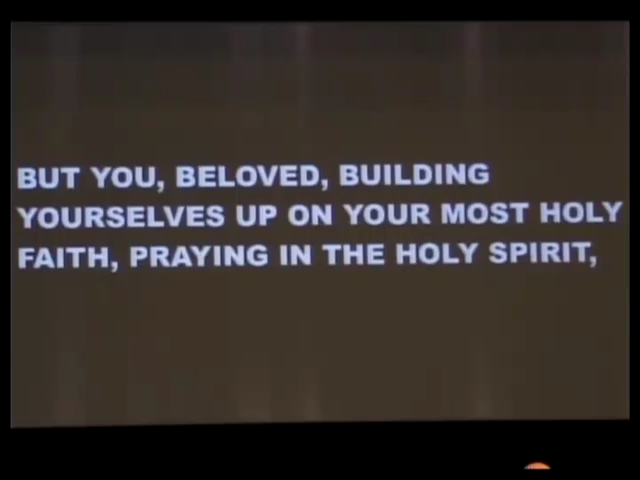 BUT YOU, BELOVED, BUILDING
YOURSELVES UP ON YOUR MOST HOLY
FAITH, PRAYING IN THE HOLY SPIRIT,